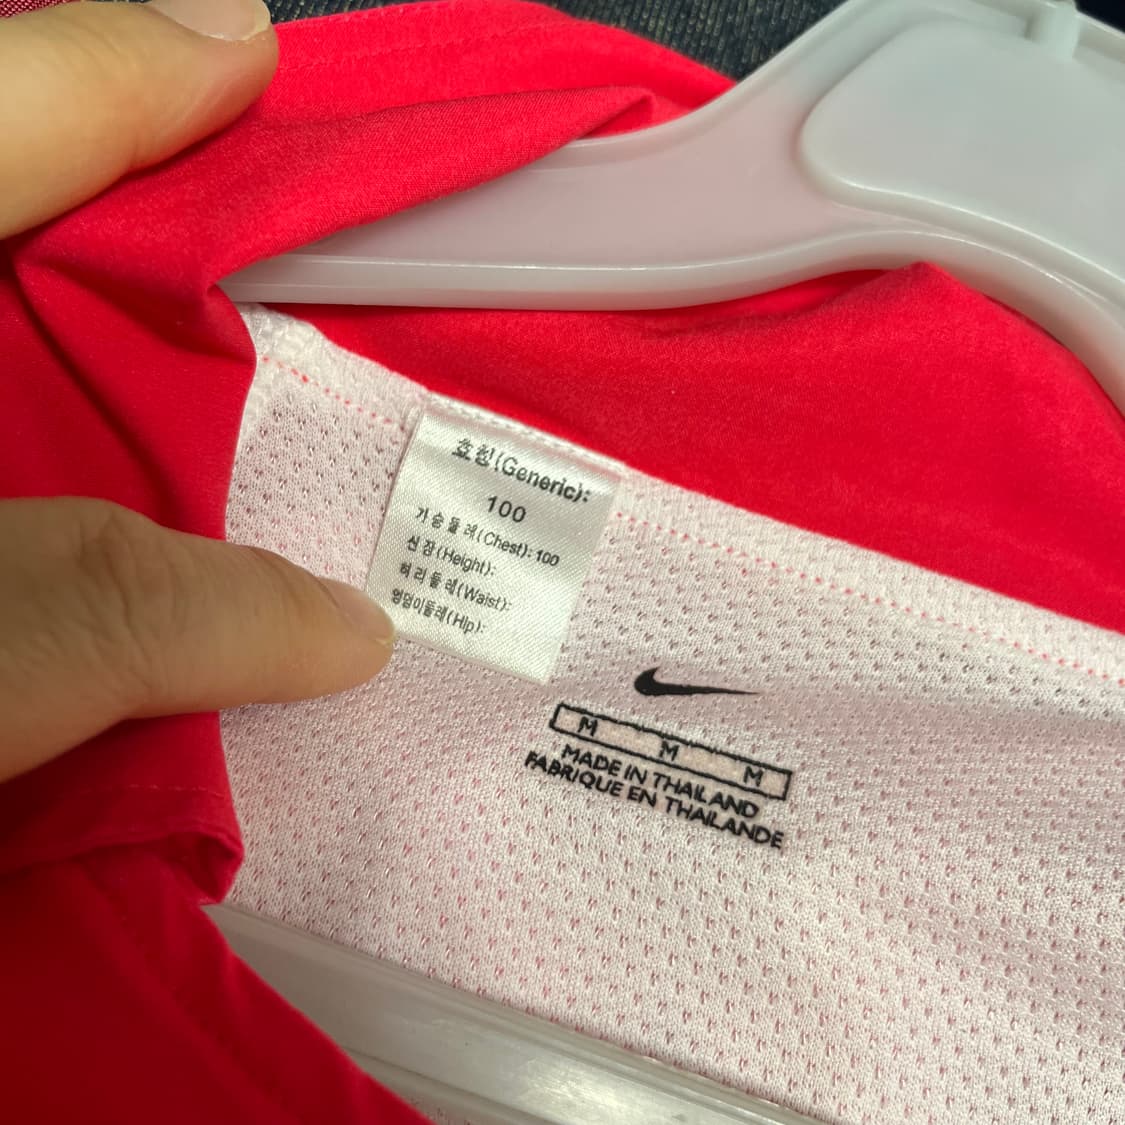 호칭(Generic):
100
가슴둘레(Chest): 100
신장(Height):
허리둘레(Waist):
엉덩이둘레(Hip):
M M M
MADE IN THAILAND
FABRIQUE EN THAILANDE